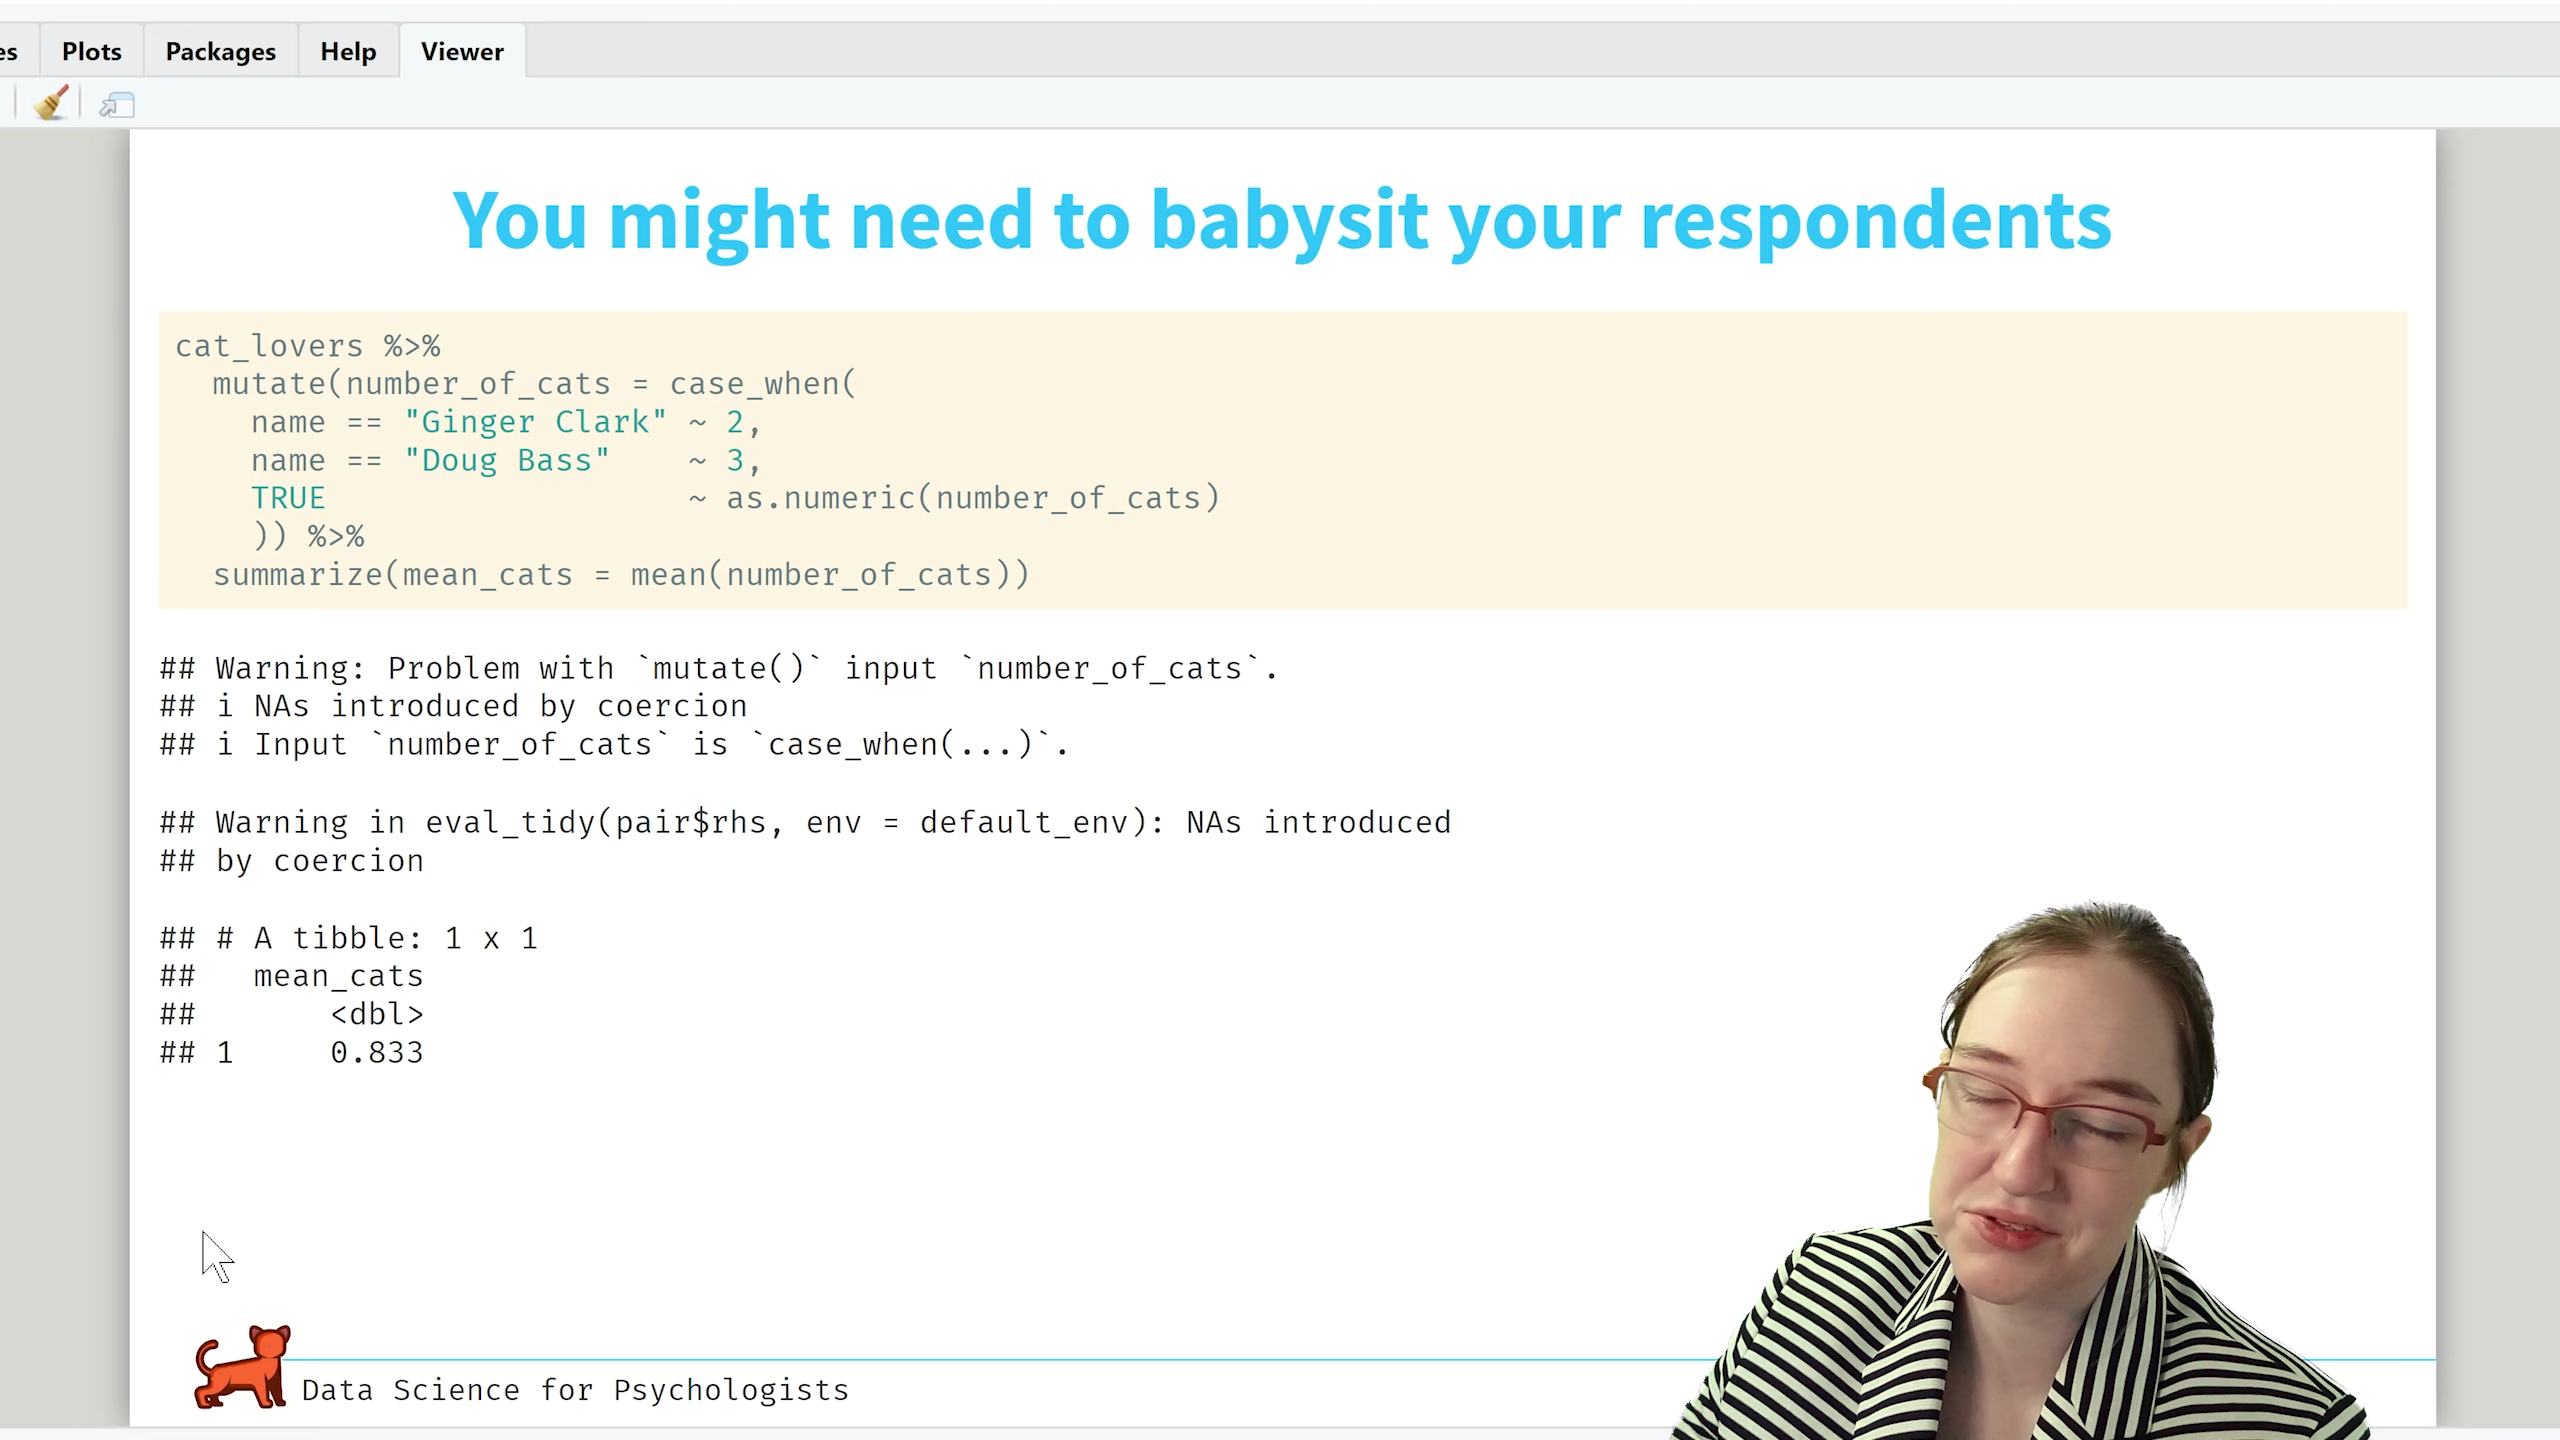 es Plots Packages Help Viewer
You might need to babysit your respondents
cat_lovers %>%
  mutate(number_of_cats = case_when(
    name == "Ginger Clark" ~ 2,
    name == "Doug Bass"    ~ 3,
    TRUE                   ~ as.numeric(number_of_cats)
    )) %>%
  summarize(mean_cats = mean(number_of_cats))
## Warning: Problem with `mutate()` input `number_of_cats`.
## i NAs introduced by coercion
## i Input `number_of_cats` is `case_when(...)`.
## Warning in eval_tidy(pair$rhs, env = default_env): NAs introduced
## by coercion
## # A tibble: 1 x 1
##   mean_cats
##       <dbl>
## 1     0.833
Data Science for Psychologists